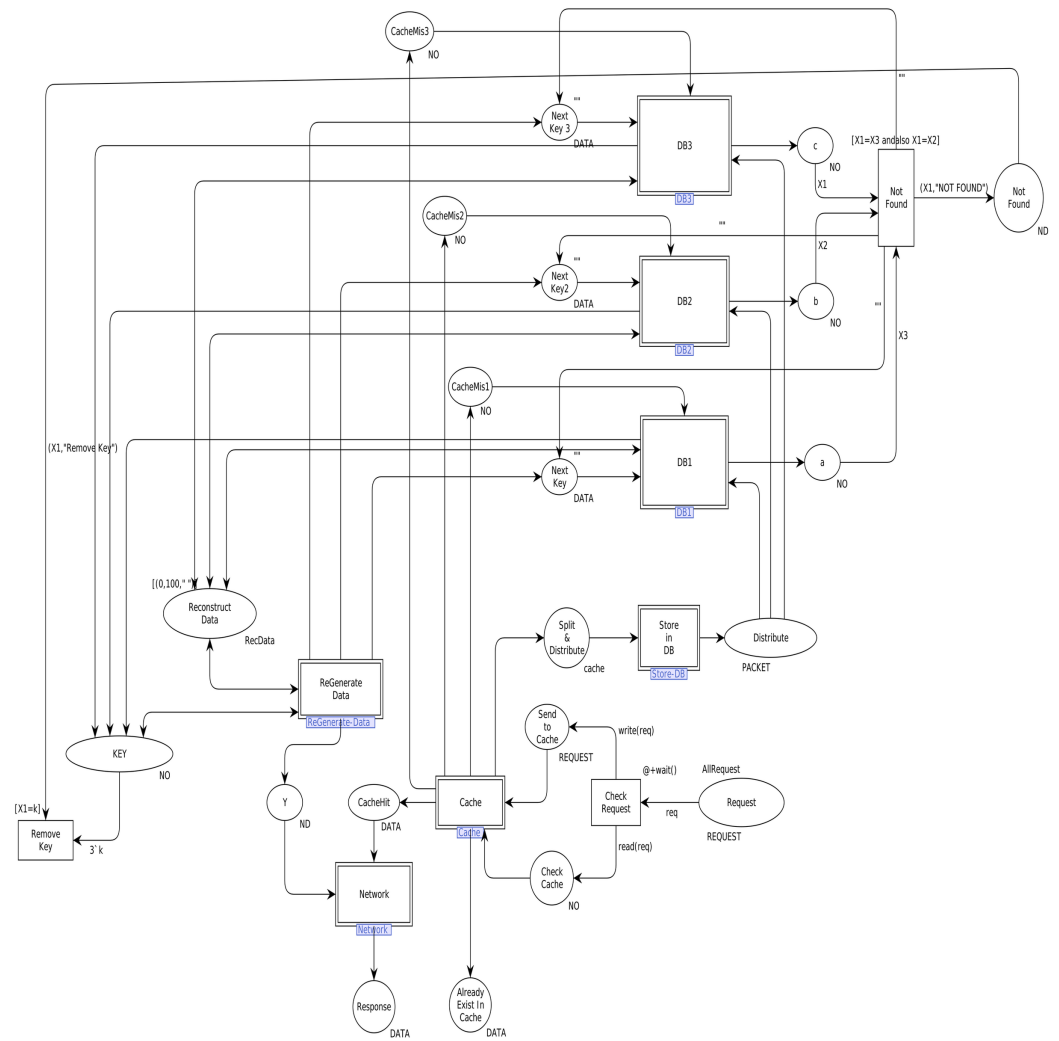 CacheMis3
NO
""
""
Next
Key 3
DATA
DB3
DB3
c
NO
X1
[X1=X3 andalso X1=X2]
Not
Found
(X1,"NOT FOUND")
Not
Found
ND
CacheMis2
NO
""
""
Next
Key2
DATA
DB2
DB2
X2
b
NO
""
X3
CacheMis1
NO
(X1,"Remove Key")
""
Next
Key
DATA
DB1
DB1
a
NO
[(0,100," ")]
Reconstruct
Data
RecData
Split
&
Distribute
cache
Store
in
DB
Store-DB
Distribute
PACKET
ReGenerate
Data
ReGenerate-Data
KEY
NO
Send
to
Cache
REQUEST
write(req)
@+wait()
AllRequest
Check
Request
req
Request
REQUEST
read(req)
[X1=k]
Remove
Key
3`k
Y
ND
CacheHit
DATA
Cache
Cache
Check
Cache
NO
Network
Network
Response
DATA
Already
Exist In
Cache
DATA